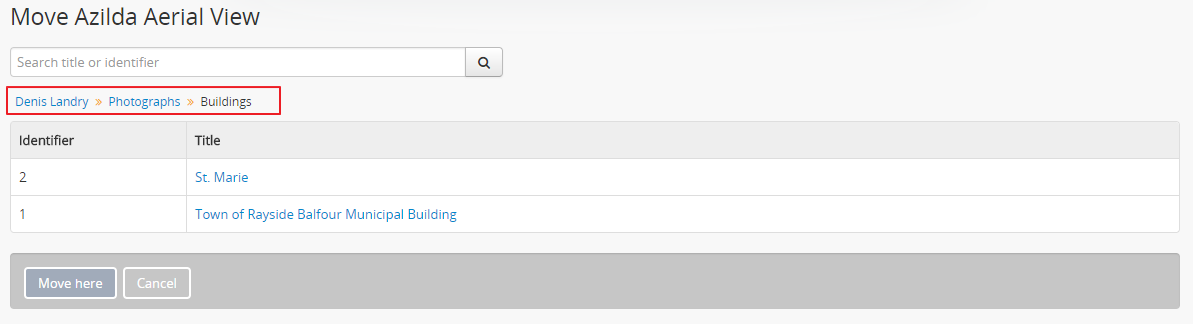 Move Azilda Aerial View
Search title or identifier
Denis Landry » Photographs » Buildings
Identifier Title
2 St. Marie
1 Town of Rayside Balfour Municipal Building
Move here Cancel